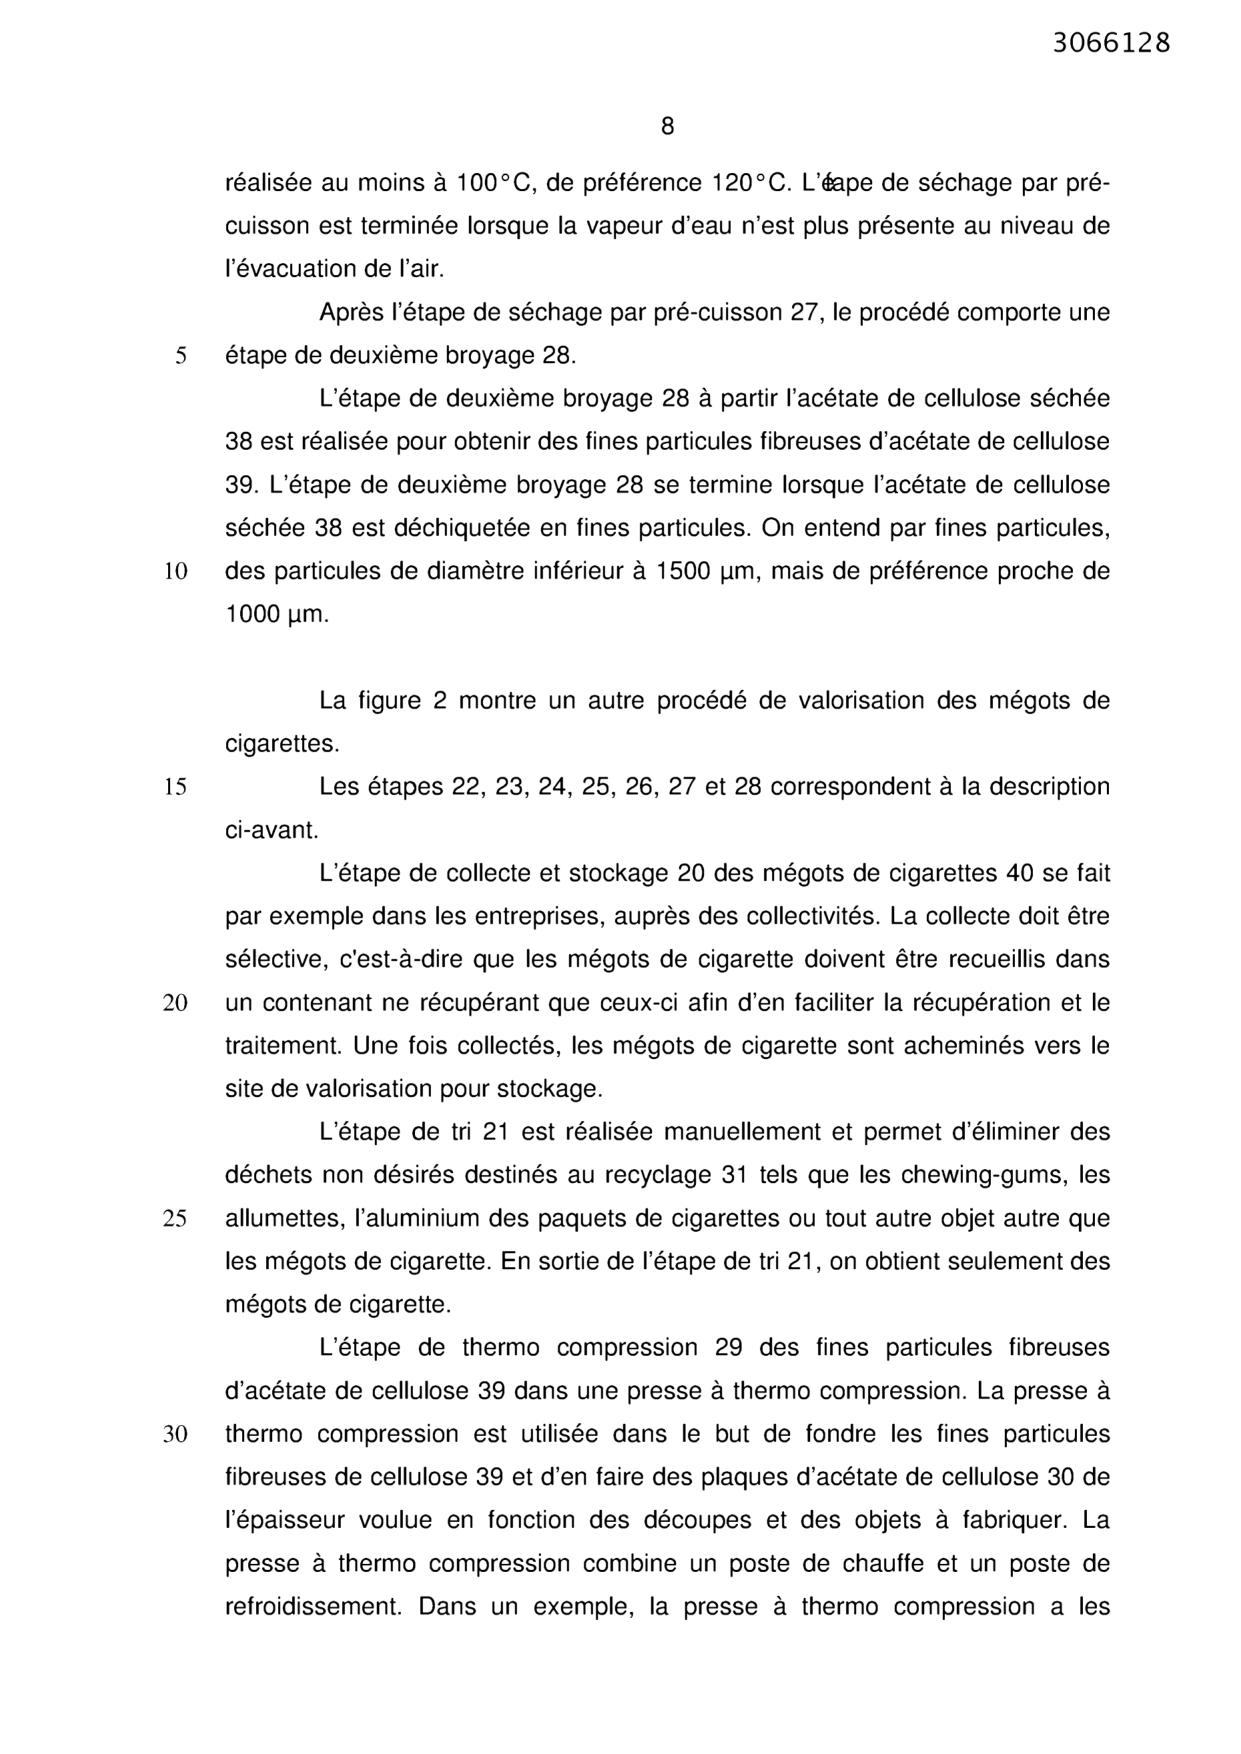 3066128
8
réalisée au moins à 100°C, de préférence 120°C. L'étape de séchage par pré-
cuisson est terminée lorsque la vapeur d'eau n'est plus présente au niveau de
l'évacuation de l'air.
Après l'étape de séchage par pré-cuisson 27, le procédé comporte une
5 étape de deuxième broyage 28.
L'étape de deuxième broyage 28 à partir l'acétate de cellulose séchée
38 est réalisée pour obtenir des fines particules fibreuses d'acétate de cellulose
39. L'étape de deuxième broyage 28 se termine lorsque l'acétate de cellulose
séchée 38 est déchiquetée en fines particules. On entend par fines particules,
10 des particules de diamètre inférieur à 1500 µm, mais de préférence proche de
1000 µm.
La figure 2 montre un autre procédé de valorisation des mégots de
cigarettes.
15 Les étapes 22, 23, 24, 25, 26, 27 et 28 correspondent à la description
ci-avant.
L'étape de collecte et stockage 20 des mégots de cigarettes 40 se fait
par exemple dans les entreprises, auprès des collectivités. La collecte doit être
sélective, c'est-à-dire que les mégots de cigarette doivent être recueillis dans
20 un contenant ne récupérant que ceux-ci afin d'en faciliter la récupération et le
traitement. Une fois collectés, les mégots de cigarette sont acheminés vers le
site de valorisation pour stockage.
L'étape de tri 21 est réalisée manuellement et permet d'éliminer des
déchets non désirés destinés au recyclage 31 tels que les chewing-gums, les
25 allumettes, l'aluminium des paquets de cigarettes ou tout autre objet autre que
les mégots de cigarette. En sortie de l'étape de tri 21, on obtient seulement des
mégots de cigarette.
L'étape de thermo compression 29 des fines particules fibreuses
d'acétate de cellulose 39 dans une presse à thermo compression. La presse à
30 thermo compression est utilisée dans le but de fondre les fines particules
fibreuses de cellulose 39 et d'en faire des plaques d'acétate de cellulose 30 de
l'épaisseur voulue en fonction des découpes et des objets à fabriquer. La
presse à thermo compression combine un poste de chauffe et un poste de
refroidissement. Dans un exemple, la presse à thermo compression a les